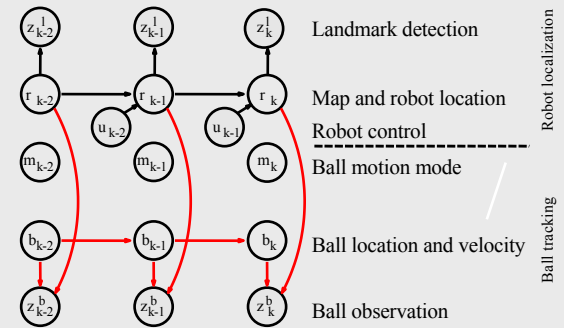 z^l_{k-2} z^l_{k-1} z^l_k Landmark detection
r_{k-2} r_{k-1} r_k Map and robot location
u_{k-2} u_{k-1} Robot control
m_{k-2} m_{k-1} m_k Ball motion mode
b_{k-2} b_{k-1} b_k Ball location and velocity
z^b_{k-2} z^b_{k-1} z^b_k Ball observation
Robot localization
Ball tracking